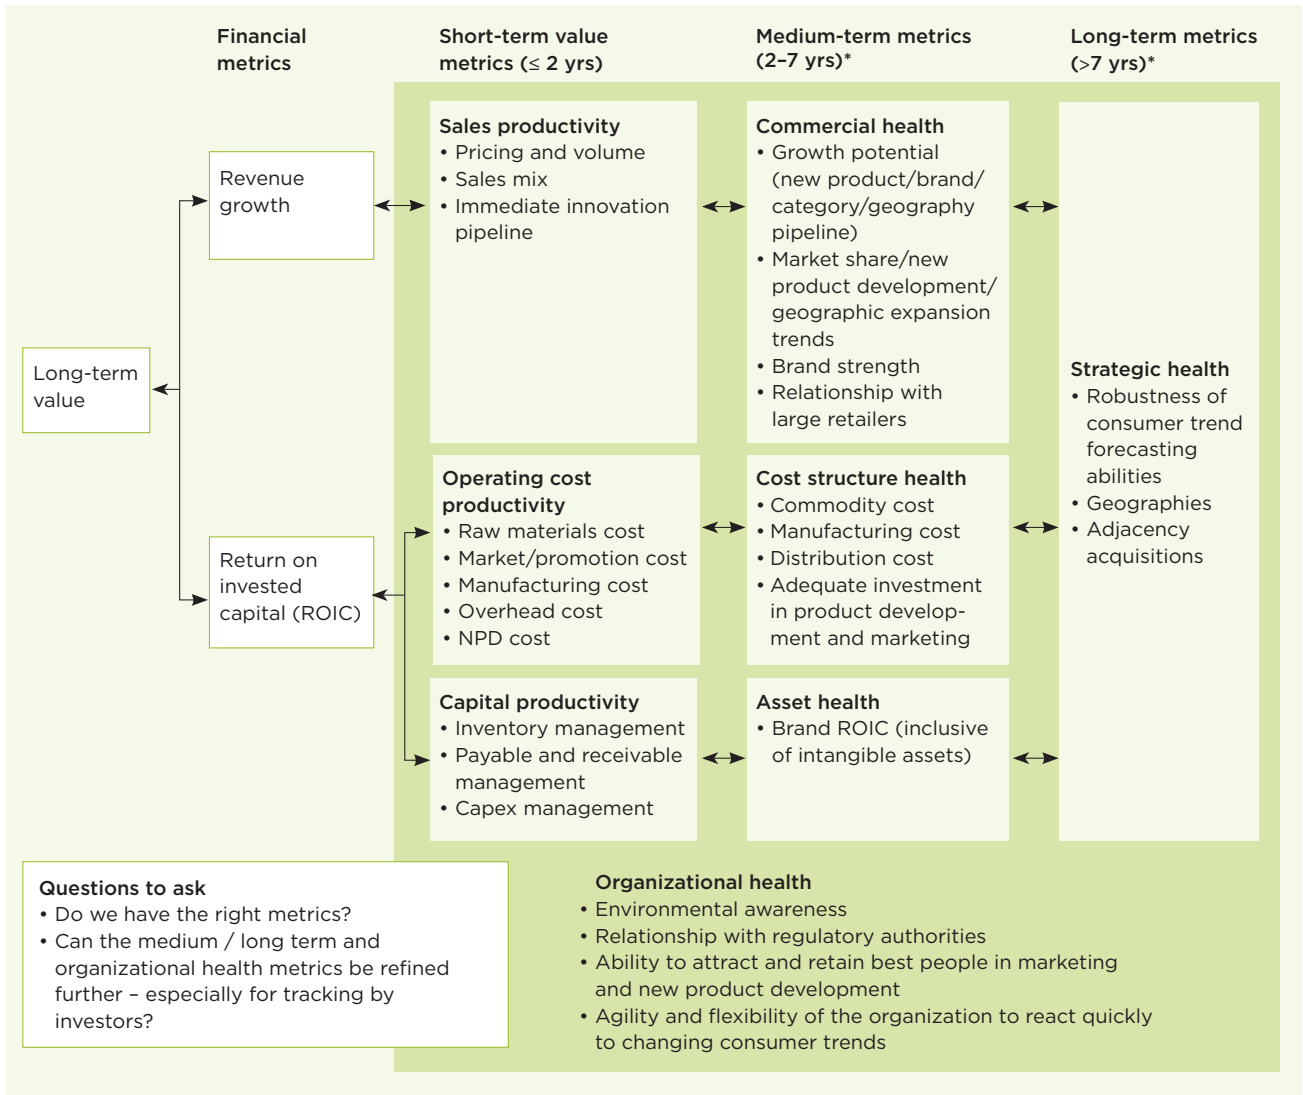 Financial
metrics
Short-term value
metrics (≤ 2 yrs)
Medium-term metrics
(2–7 yrs)*
Long-term metrics
(>7 yrs)*
Long-term
value
Revenue
growth
Return on
invested
capital (ROIC)
Sales productivity
• Pricing and volume
• Sales mix
• Immediate innovation
pipeline
Operating cost
productivity
• Raw materials cost
• Market/promotion cost
• Manufacturing cost
• Overhead cost
• NPD cost
Capital productivity
• Inventory management
• Payable and receivable
management
• Capex management
Commercial health
• Growth potential
(new product/brand/
category/geography
pipeline)
• Market share/new
product development/
geographic expansion
trends
• Brand strength
• Relationship with
large retailers
Cost structure health
• Commodity cost
• Manufacturing cost
• Distribution cost
• Adequate investment
in product develop-
ment and marketing
Asset health
• Brand ROIC (inclusive
of intangible assets)
Strategic health
• Robustness of
consumer trend
forecasting
abilities
• Geographies
• Adjacency
acquisitions
Questions to ask
• Do we have the right metrics?
• Can the medium / long term and
organizational health metrics be refined
further – especially for tracking by
investors?
Organizational health
• Environmental awareness
• Relationship with regulatory authorities
• Ability to attract and retain best people in marketing
and new product development
• Agility and flexibility of the organization to react quickly
to changing consumer trends